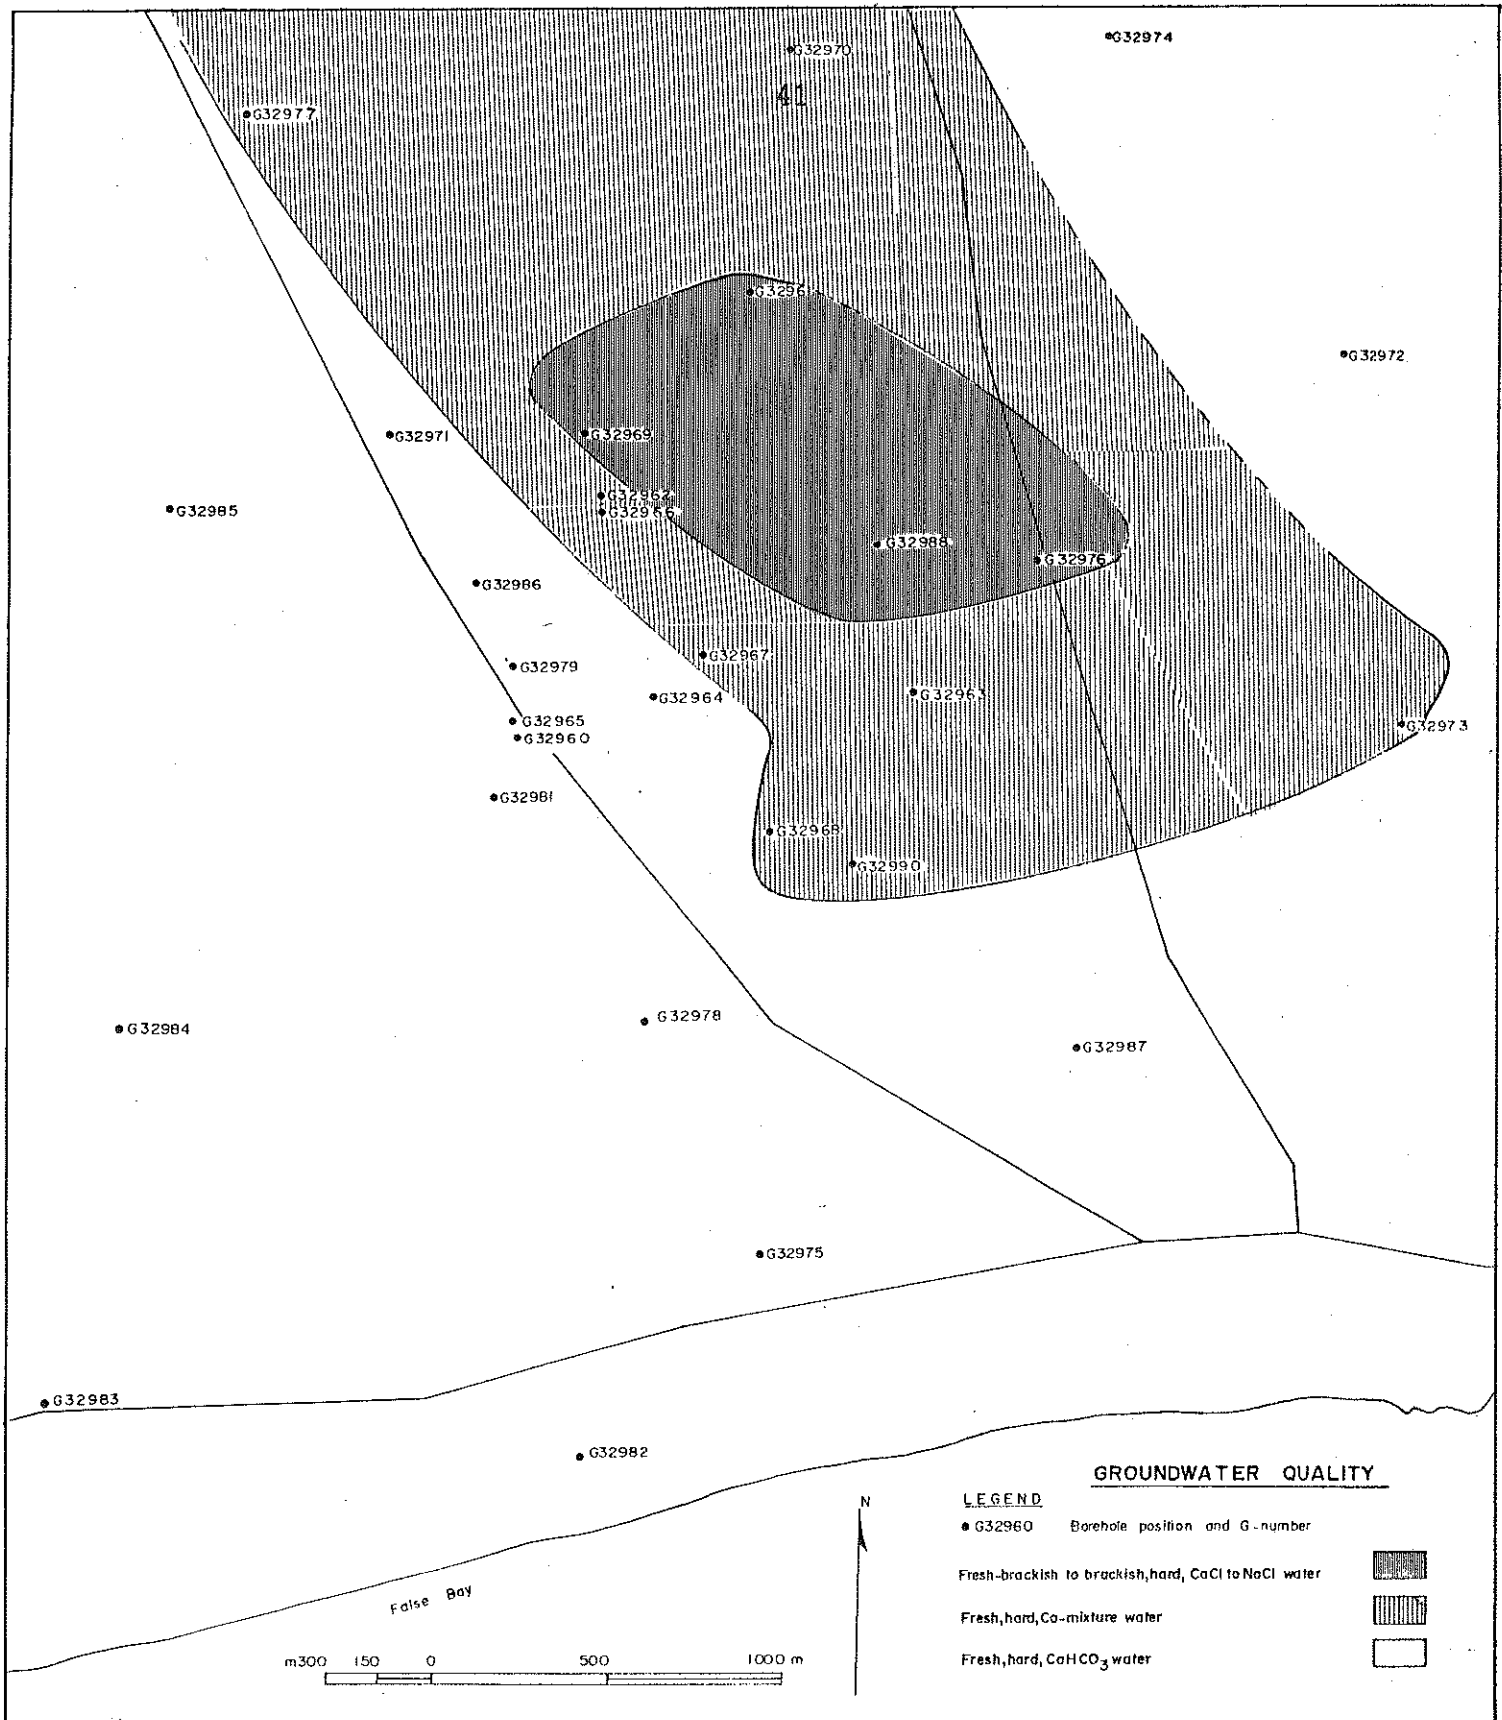 G32974
G32970
41
G32977
G3296
G32972
G32971
G32969
G32962
G32966
G32985
G32988
G32976
G32986
G32967
G32979
G32964
G32963
G32965
G32973
G32960
G32981
G32968
G32990
G32984
G32978
G32987
G32975
G32983
G32982
GROUNDWATER QUALITY
N
LEGEND
G32960 Borehole position and G-number
Fresh-brackish to brackish, hard, CaCl to NaCl water
False Bay
Fresh, hard, Ca-mixture water
m300 150 0 500 1000 m
Fresh, hard, CaHCO3 water